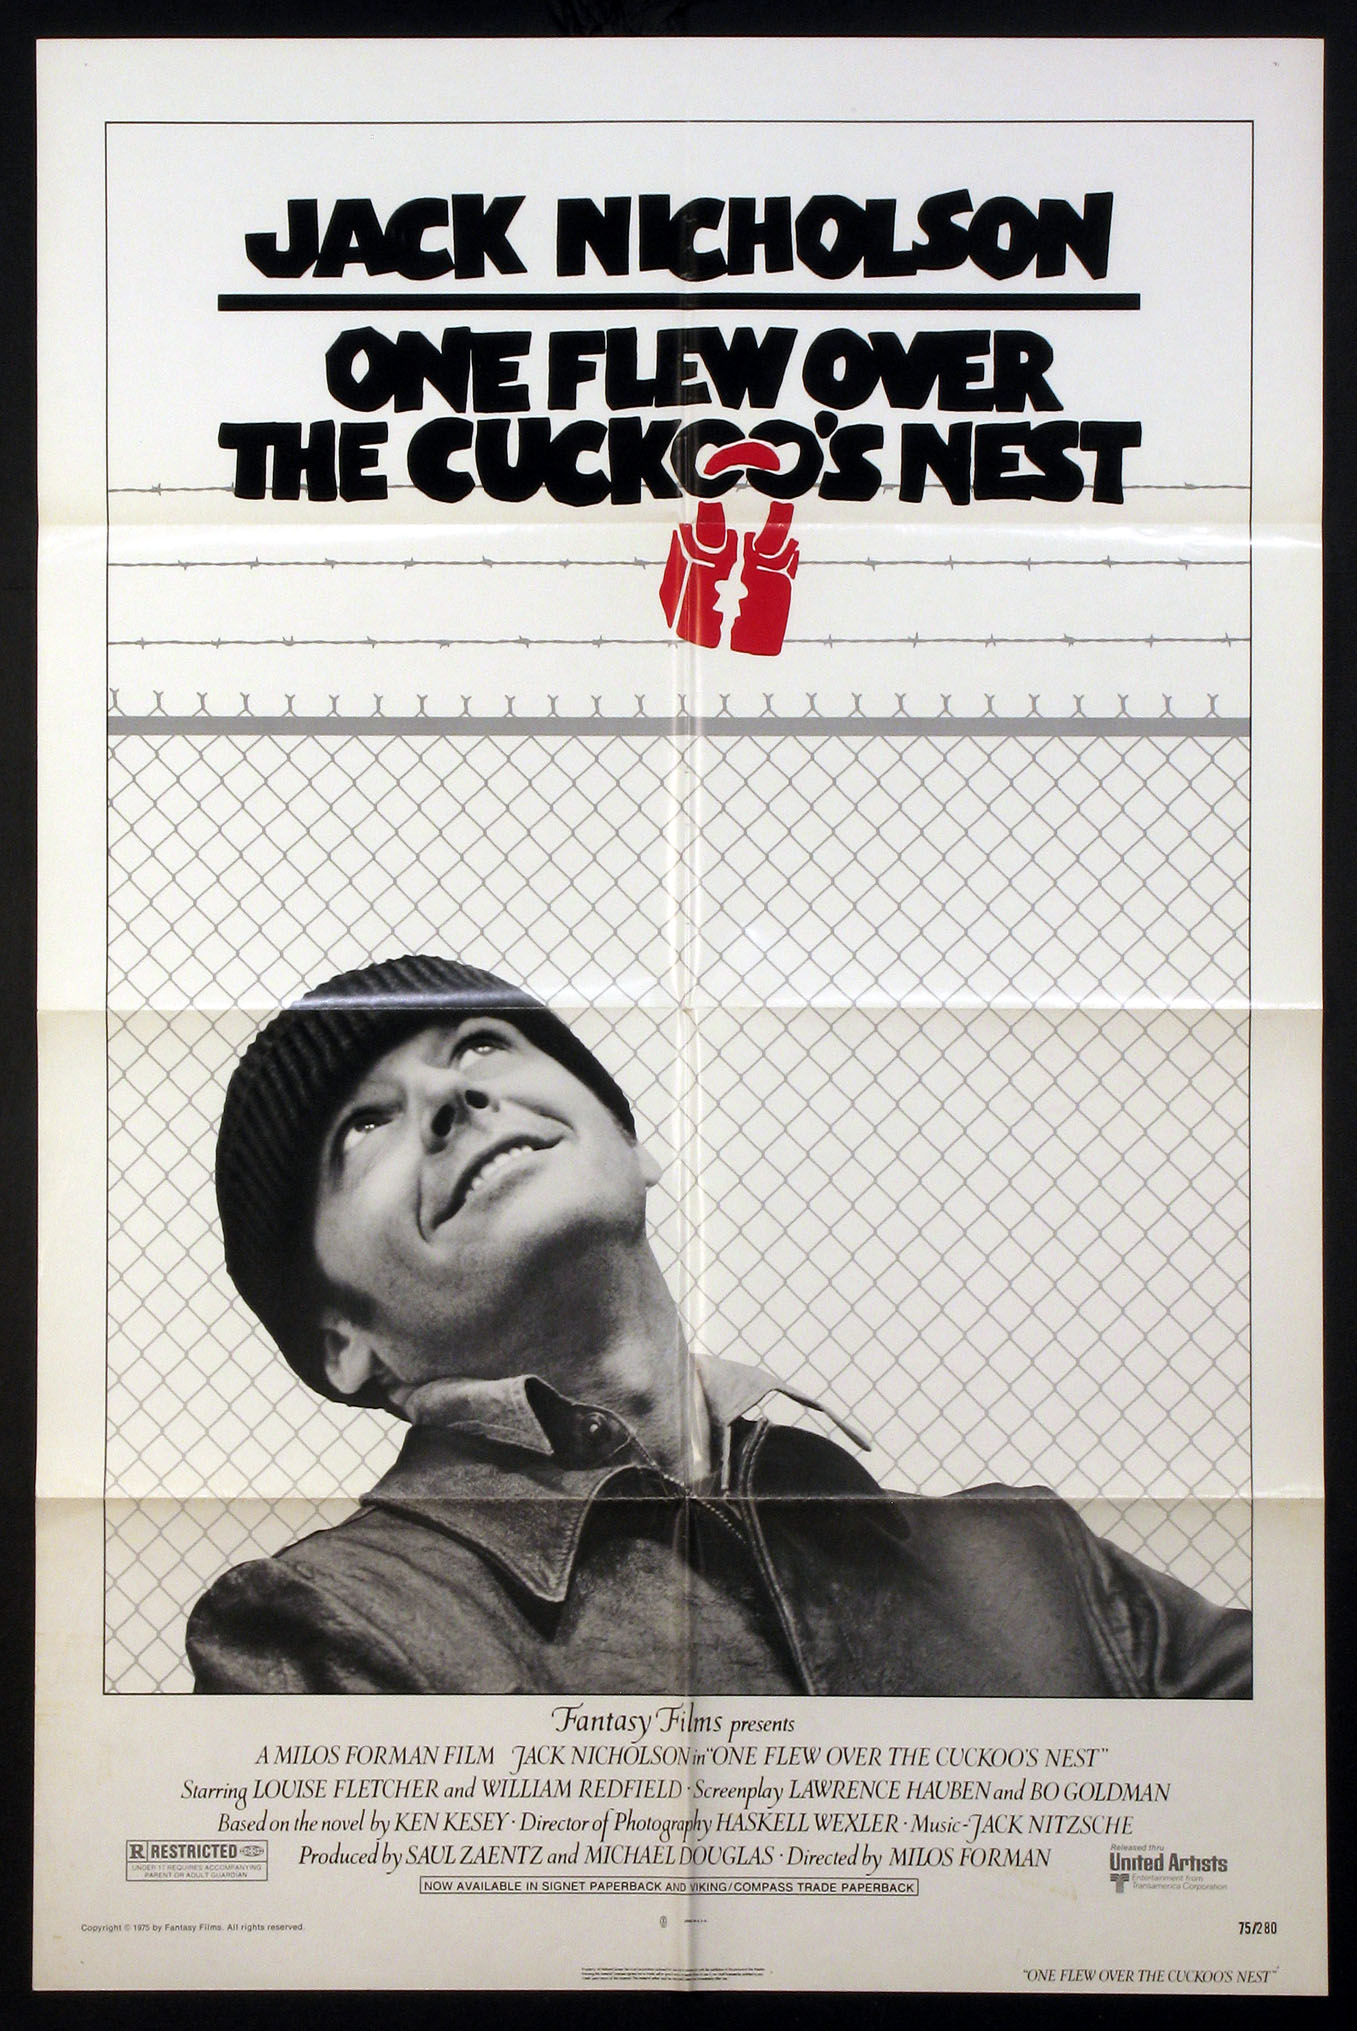 JACK NICHOLSON
ONE FLEW OVER
THE CUCKOO'S NEST
Fantasy Films presents
A MILOS FORMAN FILM JACK NICHOLSON in "ONE FLEW OVER THE CUCKOO'S NEST"
Starring LOUISE FLETCHER and WILLIAM REDFIELD · Screenplay LAWRENCE HAUBEN and BO GOLDMAN
Based on the novel by KEN KESEY · Director of Photography HASKELL WEXLER · Music-JACK NITZSCHE
Produced by SAUL ZAENTZ and MICHAEL DOUGLAS · Directed by MILOS FORMAN
R RESTRICTED
UNDER 17 REQUIRES ACCOMPANYING
PARENT OR ADULT GUARDIAN
NOW AVAILABLE IN SIGNET PAPERBACK AND VIKING/COMPASS TRADE PAPERBACK
Released thru
United Artists
Entertainment from
Transamerica Corporation
Copyright © 1975 by Fantasy Films. All rights reserved.
75/280
"ONE FLEW OVER THE CUCKOO'S NEST"